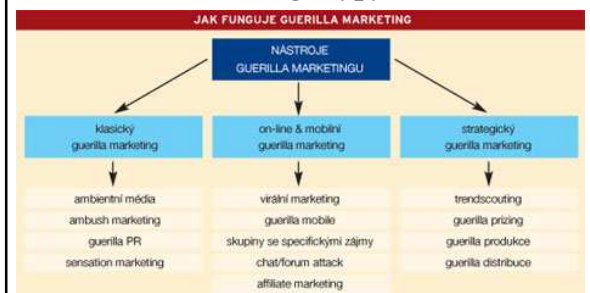 JAK FUNGUJE GUERILLA MARKETING
NÁSTROJE
GUERILLA MARKETINGU
klasický
guerilla marketing
on-line & mobilní
guerilla marketing
strategický
guerilla marketing
ambientní média
ambush marketing
guerilla PR
sensation marketing
virální marketing
guerilla mobile
skupiny se specifickými zájmy
chat/forum attack
affiliate marketing
trendscouting
guerilla prizing
guerilla produkce
guerilla distribuce